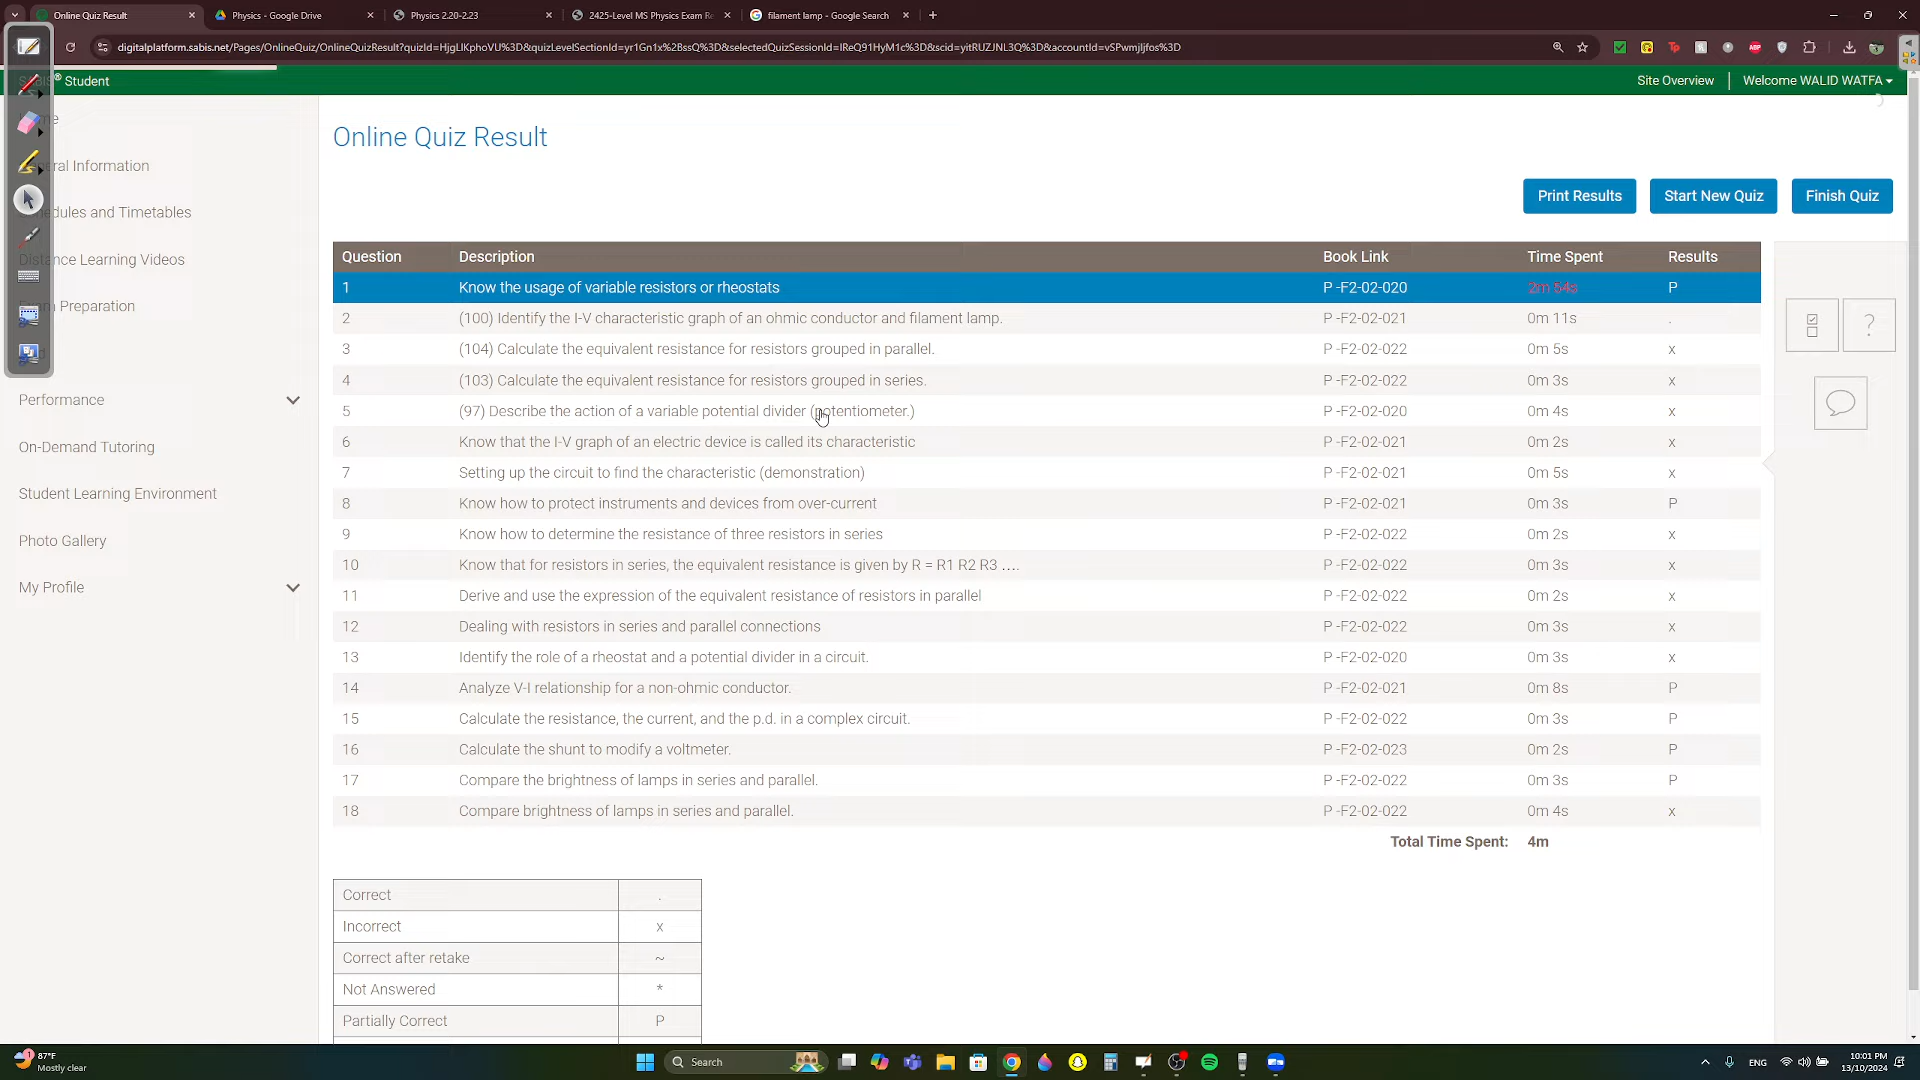 Online Quiz Result
Physics - Google Drive
Physics 2.20-2.23
2425-Level MS Physics Exam Re
filament lamp - Google Search
digitalplatform.sabis.net/Pages/OnlineQuiz/OnlineQuizResult?quizId=HjgLIKphoVU%3D&quizLevelSectionId=yr1Gn1x%2BssQ%3D&selectedQuizSessionId=lReQ91HyM1c%3D&scid=yitRUZJNL3Q%3D&accountId=vSPwmjljfos%3D
® Student
Site Overview
Welcome WALID WATFA
General Information
Schedules and Timetables
Distance Learning Videos
Preparation
Performance
On-Demand Tutoring
Student Learning Environment
Photo Gallery
My Profile
Online Quiz Result
Print Results
Start New Quiz
Finish Quiz
Question Description Book Link Time Spent Results
1 Know the usage of variable resistors or rheostats P -F2-02-020 2m 54s P
2 (100) Identify the I-V characteristic graph of an ohmic conductor and filament lamp. P -F2-02-021 0m 11s .
3 (104) Calculate the equivalent resistance for resistors grouped in parallel. P -F2-02-022 0m 5s x
4 (103) Calculate the equivalent resistance for resistors grouped in series. P -F2-02-022 0m 3s x
5 (97) Describe the action of a variable potential divider (potentiometer.) P -F2-02-020 0m 4s x
6 Know that the I-V graph of an electric device is called its characteristic P -F2-02-021 0m 2s x
7 Setting up the circuit to find the characteristic (demonstration) P -F2-02-021 0m 5s x
8 Know how to protect instruments and devices from over-current P -F2-02-021 0m 3s P
9 Know how to determine the resistance of three resistors in series P -F2-02-022 0m 2s x
10 Know that for resistors in series, the equivalent resistance is given by R = R1 R2 R3 .... P -F2-02-022 0m 3s x
11 Derive and use the expression of the equivalent resistance of resistors in parallel P -F2-02-022 0m 2s x
12 Dealing with resistors in series and parallel connections P -F2-02-022 0m 3s x
13 Identify the role of a rheostat and a potential divider in a circuit. P -F2-02-020 0m 3s x
14 Analyze V-I relationship for a non-ohmic conductor. P -F2-02-021 0m 8s P
15 Calculate the resistance, the current, and the p.d. in a complex circuit. P -F2-02-022 0m 3s P
16 Calculate the shunt to modify a voltmeter. P -F2-02-023 0m 2s P
17 Compare the brightness of lamps in series and parallel. P -F2-02-022 0m 3s P
18 Compare brightness of lamps in series and parallel. P -F2-02-022 0m 4s x
Total Time Spent: 4m
Correct .
Incorrect x
Correct after retake ~
Not Answered *
Partially Correct P
87°F
Mostly clear
Search
ENG
10:01 PM
13/10/2024